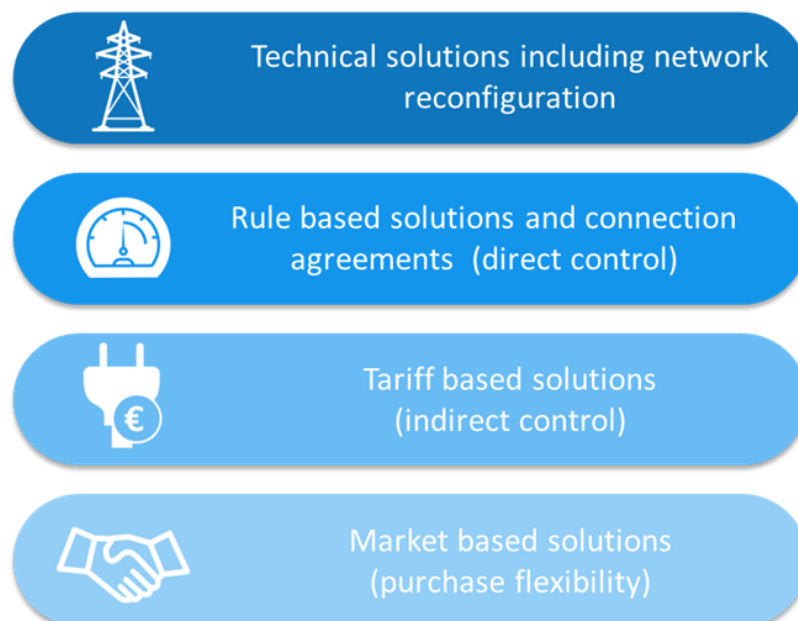 Technical solutions including network
reconfiguration
Rule based solutions and connection
agreements (direct control)
€
Tariff based solutions
(indirect control)
Market based solutions
(purchase flexibility)